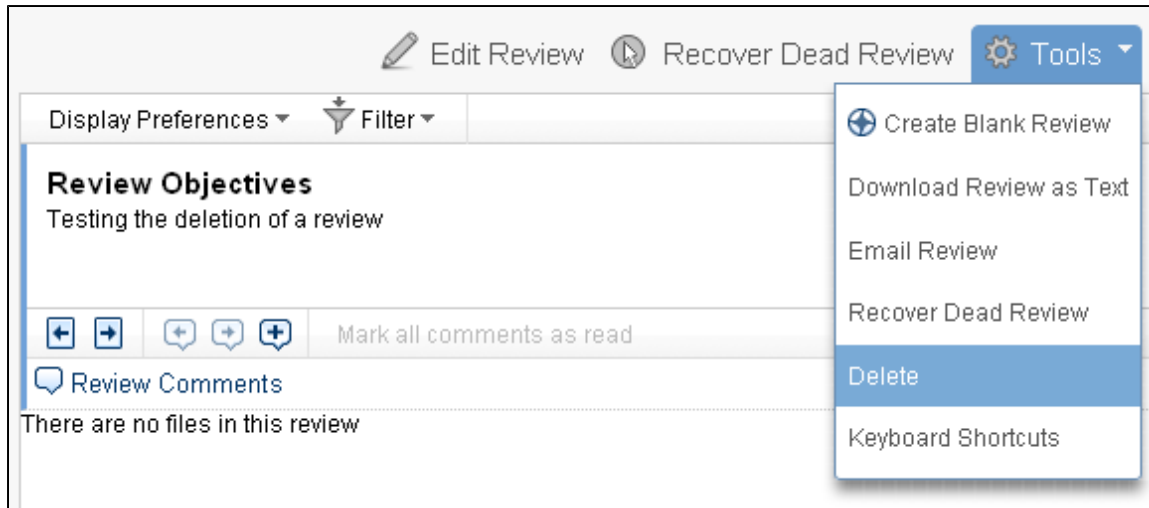 Edit Review Recover Dead Review Tools
Display Preferences Filter
Create Blank Review
Review Objectives
Testing the deletion of a review
Download Review as Text
Email Review
Recover Dead Review
Mark all comments as read
Delete
Review Comments
There are no files in this review
Keyboard Shortcuts